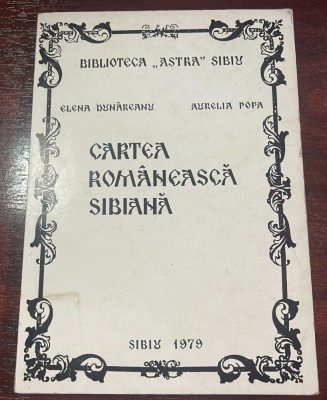 BIBLIOTECA „ASTRA” SIBIU
ELENA DUNĂREANU AURELIA POPA
CARTEA
ROMÂNEASCĂ
SIBIANĂ
SIBIU 1979